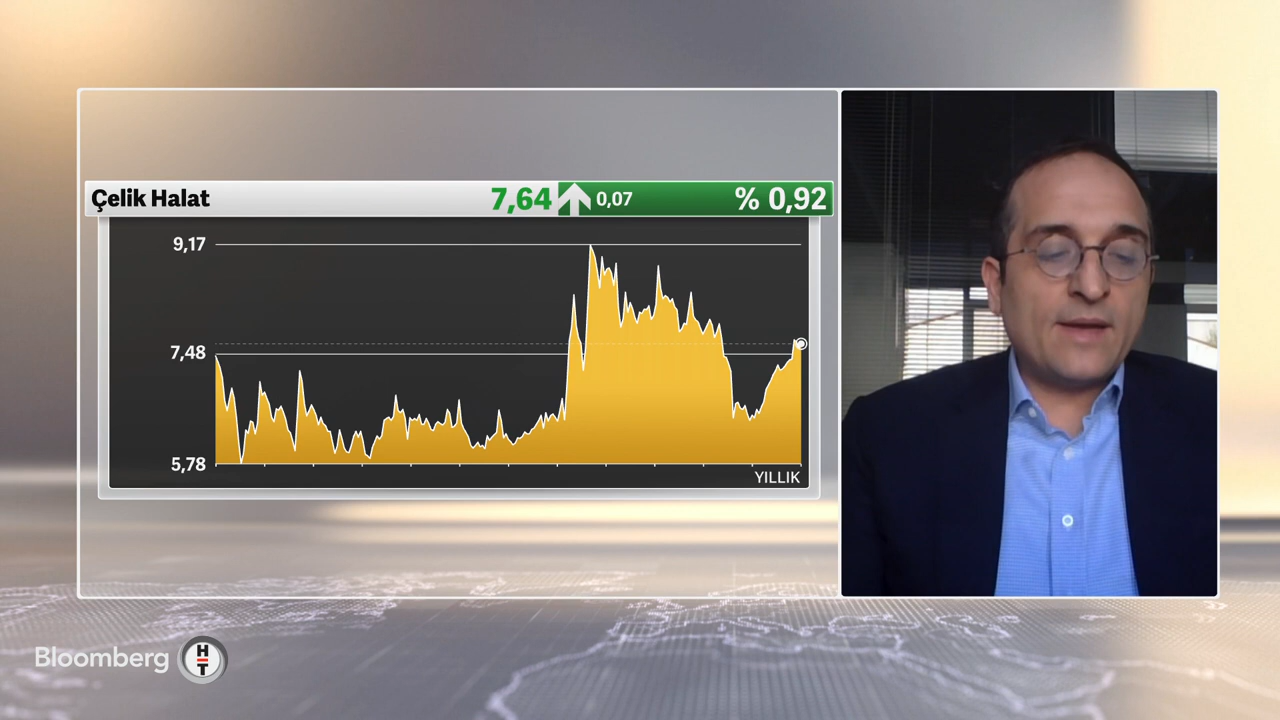 Çelik Halat 7,64 0,07 % 0,92
9,17
7,48
5,78
YILLIK
Bloomberg HT